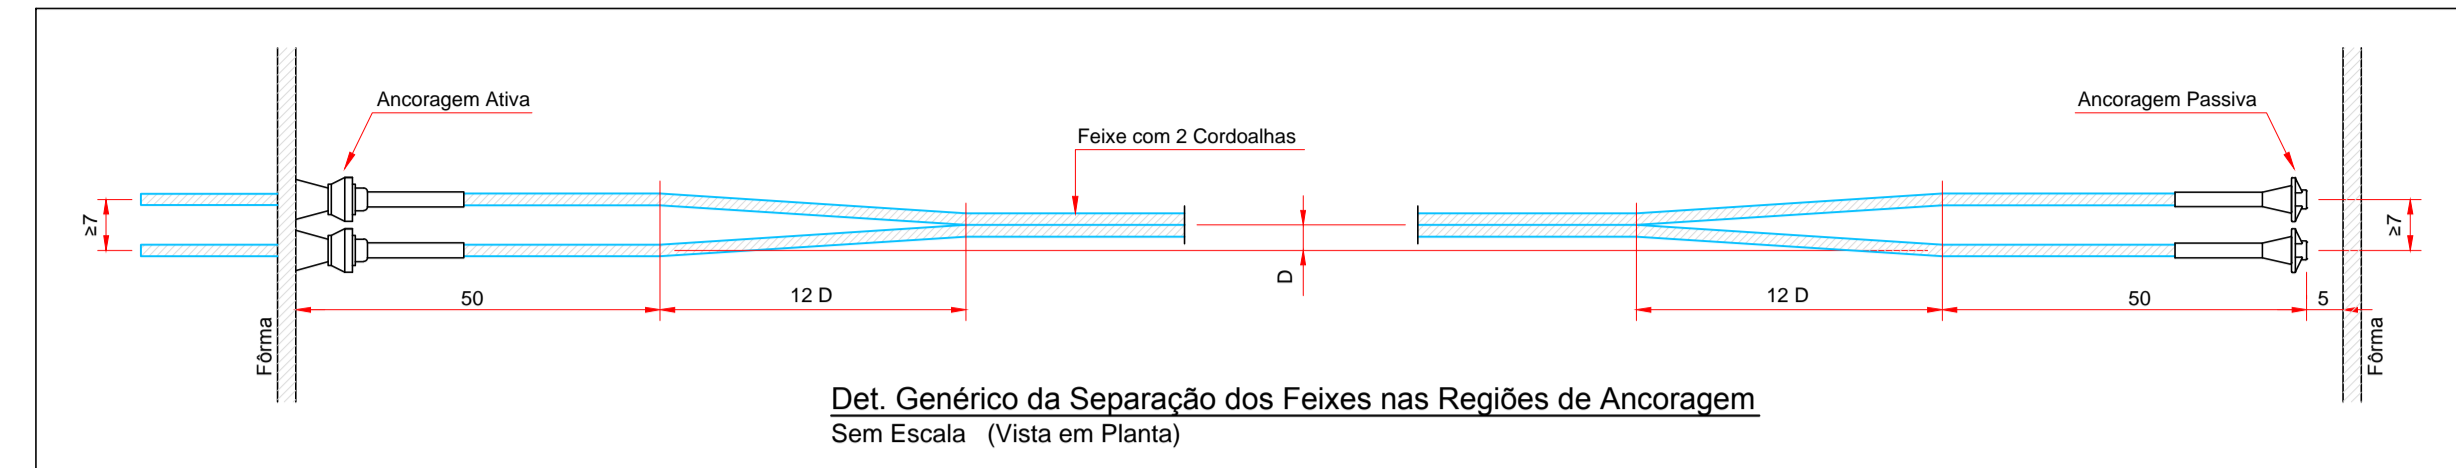 Ancoragem Ativa
Ancoragem Passiva
Feixe com 2 Cordoalhas
≥7
≥7
D
50
12 D
12 D
50
5
Fôrma
Fôrma
Det. Genérico da Separação dos Feixes nas Regiões de Ancoragem
Sem Escala (Vista em Planta)